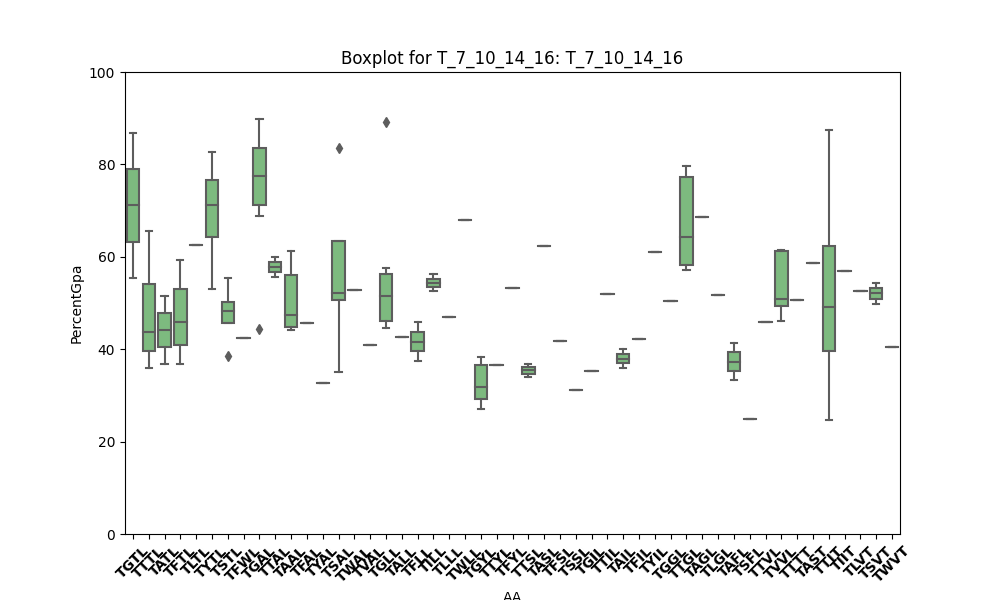 Boxplot for T_7_10_14_16: T_7_10_14_16
PercentGpa
100
80
60
40
20
0
TGTL
TTTL
TATL
TFTL
TLTL
TYTL
TSTL
TFWL
TGAL
TTAL
TAAL
TFAL
TYAL
TSAL
TWAL
TVAL
TGLL
TALL
TFLL
TILL
TLLL
TWLL
TGYL
TFYL
TTSL
TASL
TFSL
TSSL
TGIL
TTIL
TAIL
TFIL
TYIL
TGGL
TTGL
TAGL
TLGL
TAFL
TSFL
TTVL
TVVL
TAST
TIIT
TLVT
TSVT
TWVT
AA